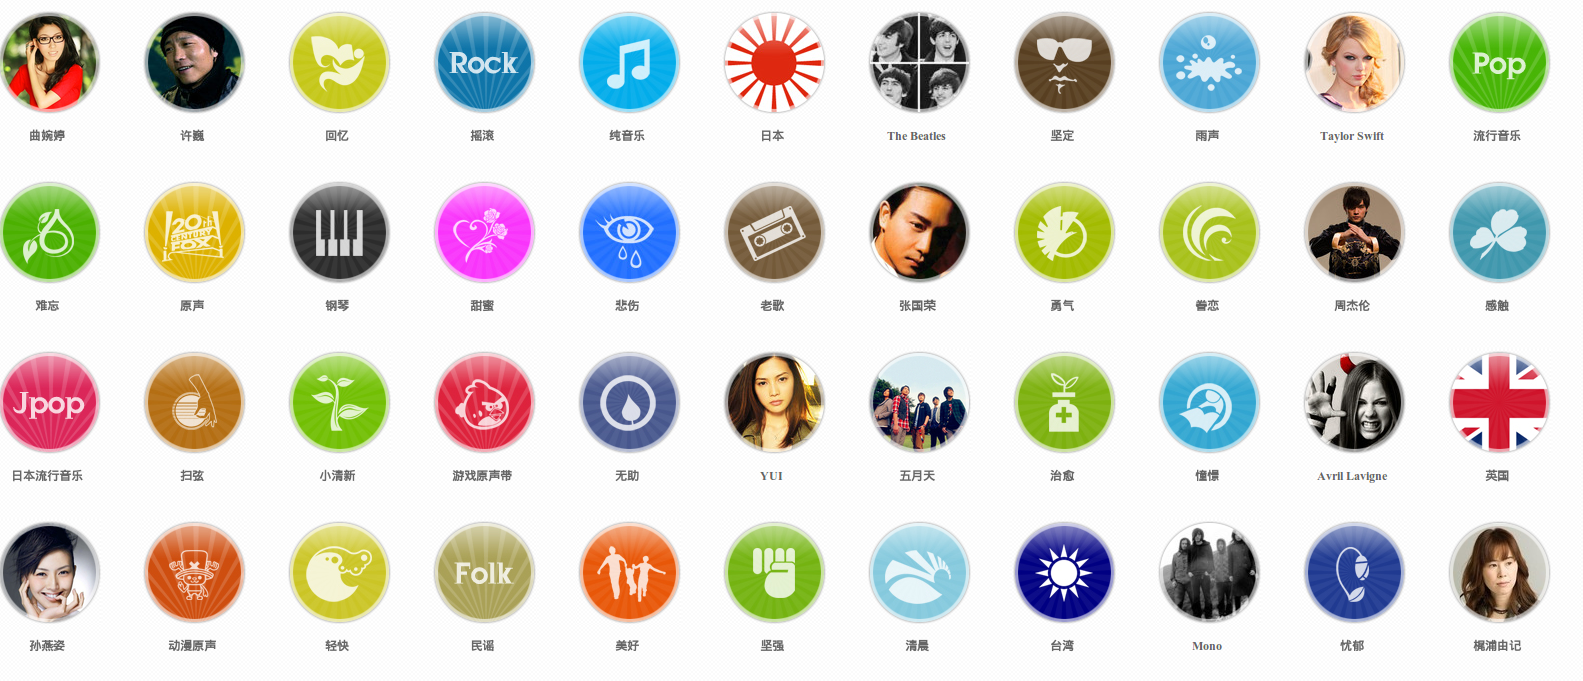 Rock
Pop
曲婉婷
许巍
回忆
摇滚
纯音乐
日本
The Beatles
坚定
雨声
Taylor Swift
流行音乐
20th
CENTURY
FOX
难忘
原声
钢琴
甜蜜
悲伤
老歌
张国荣
勇气
眷恋
周杰伦
感触
Jpop
日本流行音乐
扫弦
小清新
游戏原声带
无助
YUI
五月天
治愈
憧憬
Avril Lavigne
英国
Folk
孙燕姿
动漫原声
轻快
民谣
美好
坚强
清晨
台湾
Mono
忧郁
梶浦由记